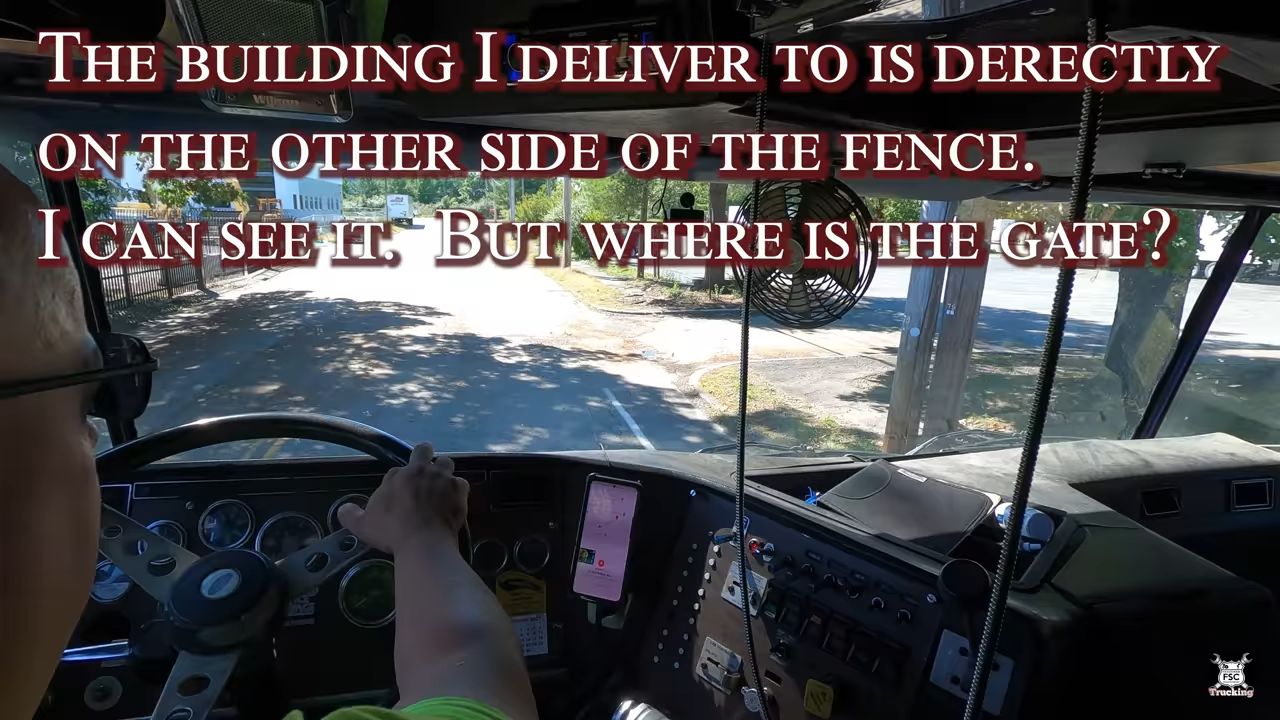 The building I deliver to is derectly
on the other side of the fence.
I can see it.  But where is the gate?
FSC
Trucking